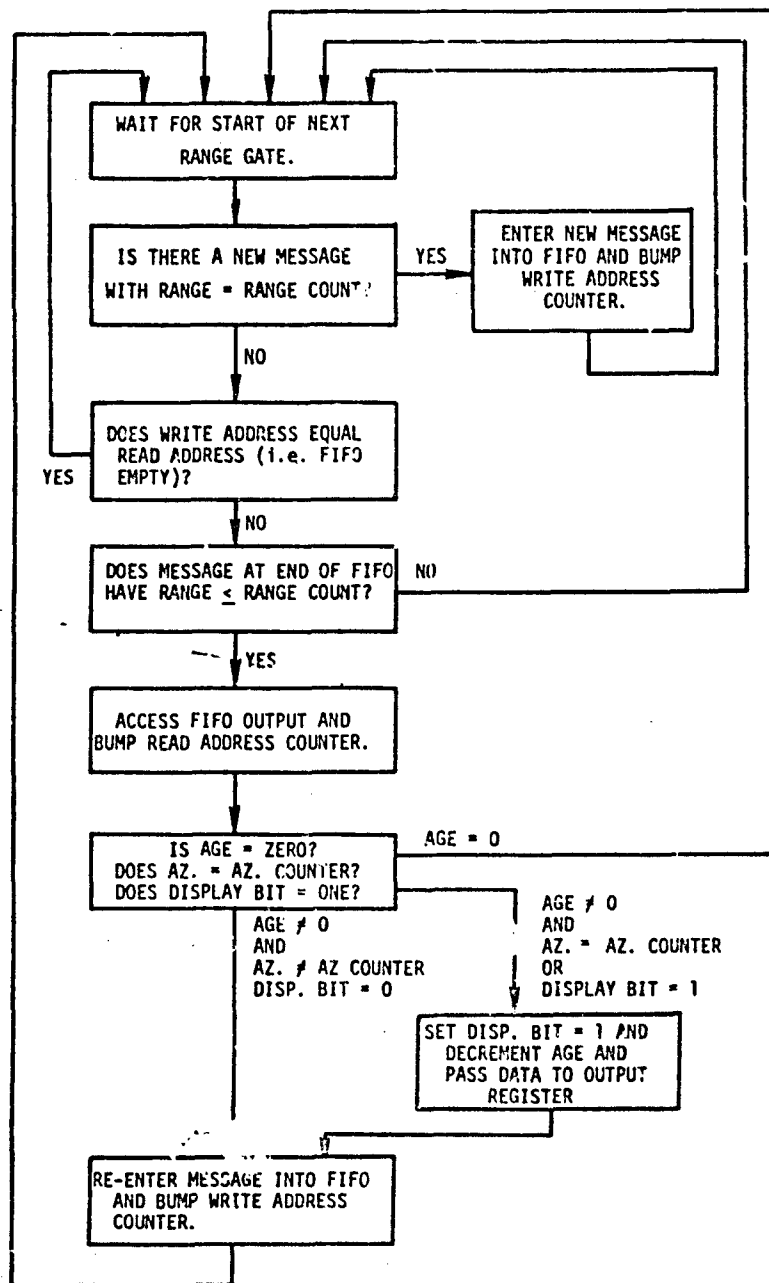 WAIT FOR START OF NEXT
RANGE GATE.
IS THERE A NEW MESSAGE
WITH RANGE = RANGE COUNT?
YES
ENTER NEW MESSAGE
INTO FIFO AND BUMP
WRITE ADDRESS
COUNTER.
NO
DOES WRITE ADDRESS EQUAL
READ ADDRESS (i.e. FIFO
EMPTY)?
YES
NO
DOES MESSAGE AT END OF FIFO
HAVE RANGE ≤ RANGE COUNT?
NO
YES
ACCESS FIFO OUTPUT AND
BUMP READ ADDRESS COUNTER.
IS AGE = ZERO?
DOES AZ. = AZ. COUNTER?
DOES DISPLAY BIT = ONE?
AGE = 0
AGE ≠ 0
AND
AZ. ≠ AZ COUNTER
DISP. BIT = 0
AGE ≠ 0
AND
AZ. = AZ. COUNTER
OR
DISPLAY BIT = 1
SET DISP. BIT = 1 AND
DECREMENT AGE AND
PASS DATA TO OUTPUT
REGISTER
RE-ENTER MESSAGE INTO FIFO
AND BUMP WRITE ADDRESS
COUNTER.